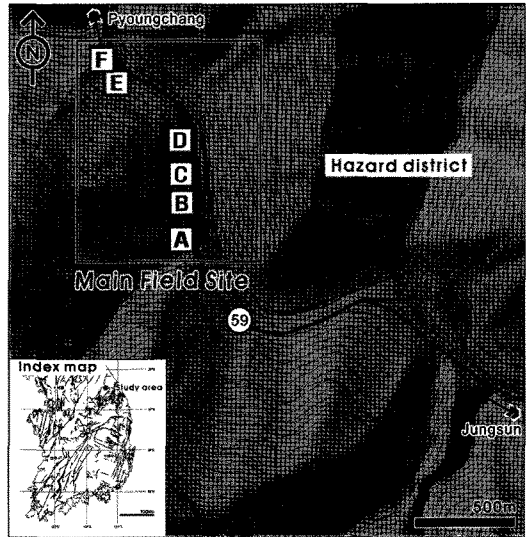 Pyoungchang
N
F
E
D
C
B
A
Hazard district
Main Field Site
59
Index map
Study area
Jungsun
500m